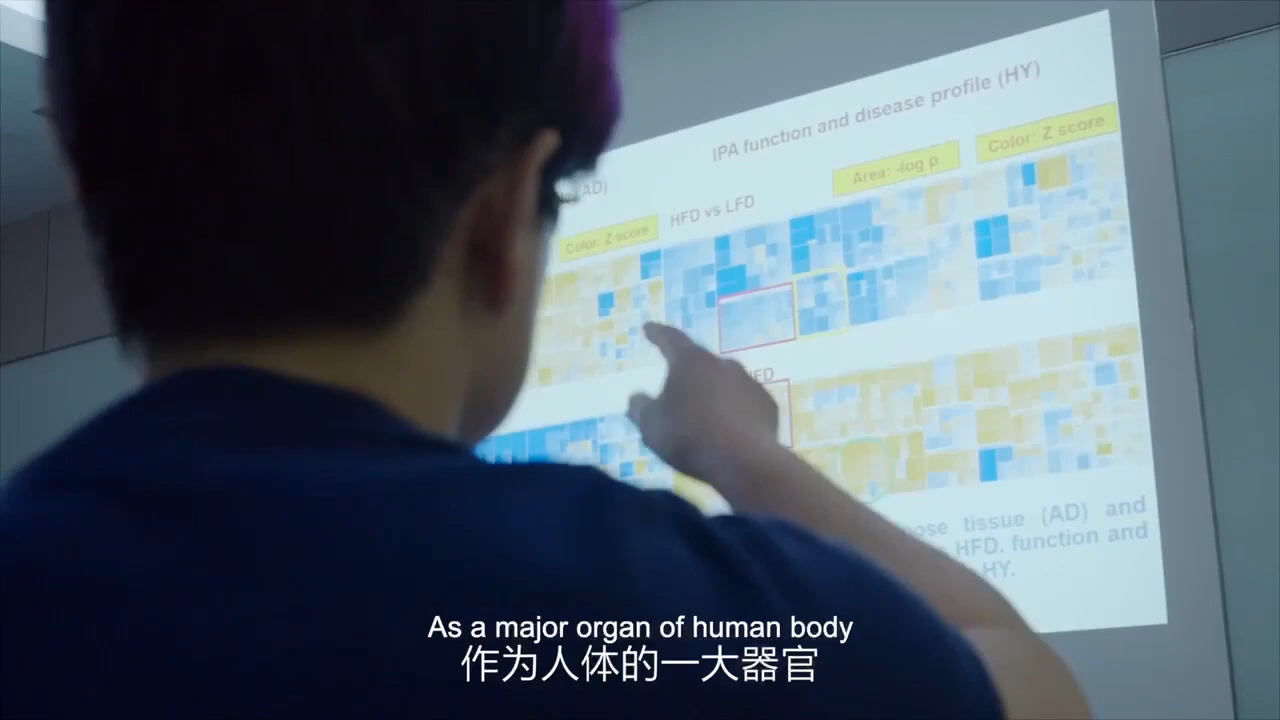 IPA function and disease profile (HY)
(AD)
Area: -log p
Color: Z score
Color: Z score
HFD vs LFD
tissue (AD) and
HFD. function and
HY.
As a major organ of human body
作为人体的一大器官